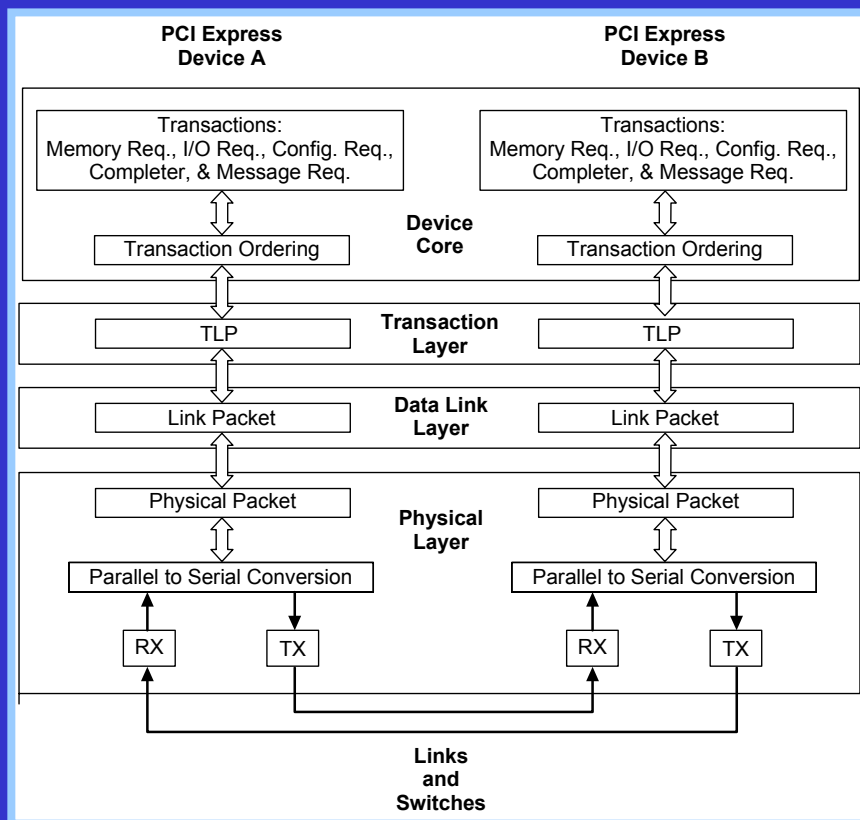 PCI Express
Device A
PCI Express
Device B
Transactions:
Memory Req., I/O Req., Config. Req.,
Completer, & Message Req.
Transactions:
Memory Req., I/O Req., Config. Req.,
Completer, & Message Req.
Device
Core
Transaction Ordering
Transaction Ordering
TLP
Transaction
Layer
TLP
Link Packet
Data Link
Layer
Link Packet
Physical Packet
Physical
Layer
Physical Packet
Parallel to Serial Conversion
Parallel to Serial Conversion
RX
TX
RX
TX
Links
and
Switches